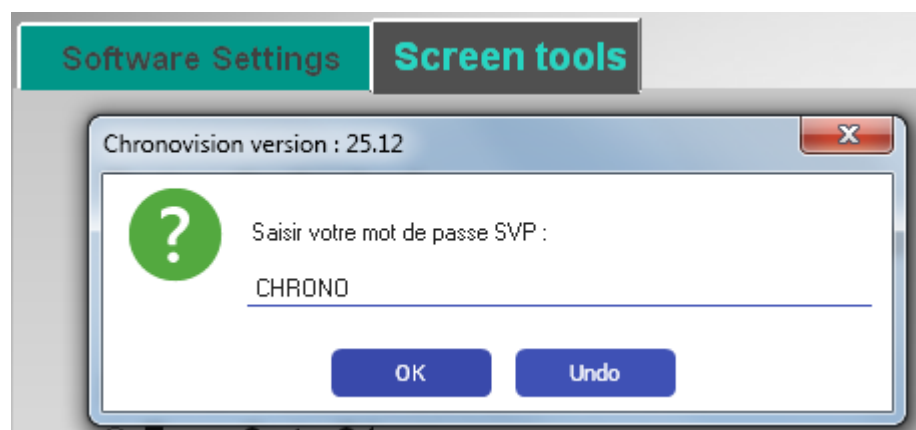 Software Settings
Screen tools
Chronovision version : 25.12
X
?
Saisir votre mot de passe SVP :
CHRONO
OK
Undo